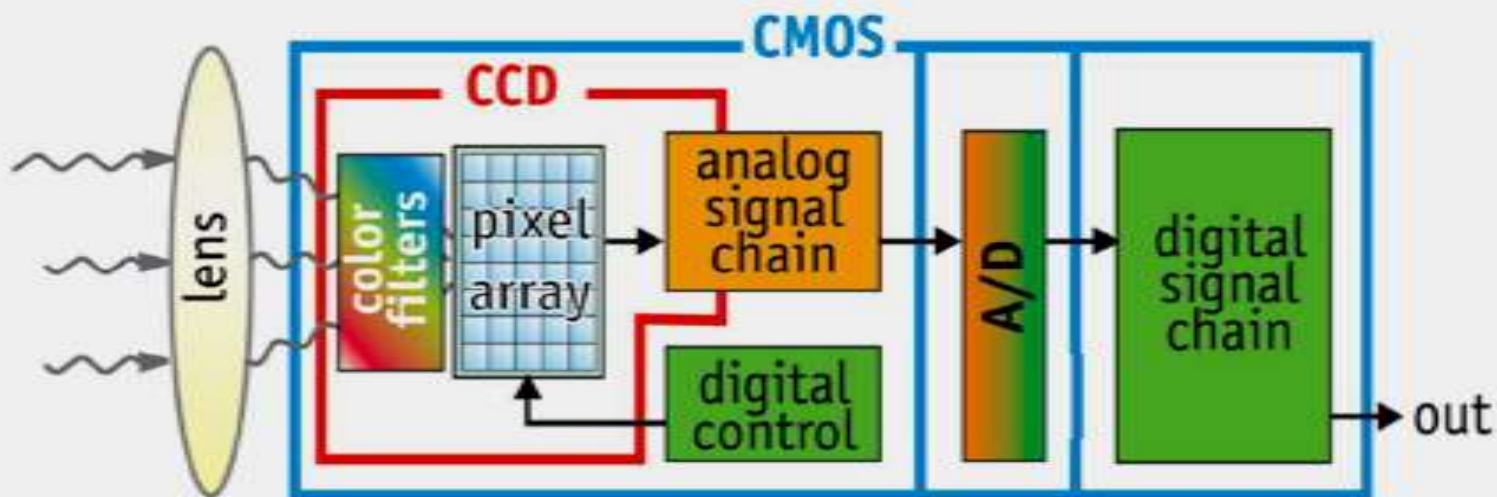 CMOS
CCD
lens
color
filters
pixel
array
analog
signal
chain
digital
control
A/D
digital
signal
chain
out